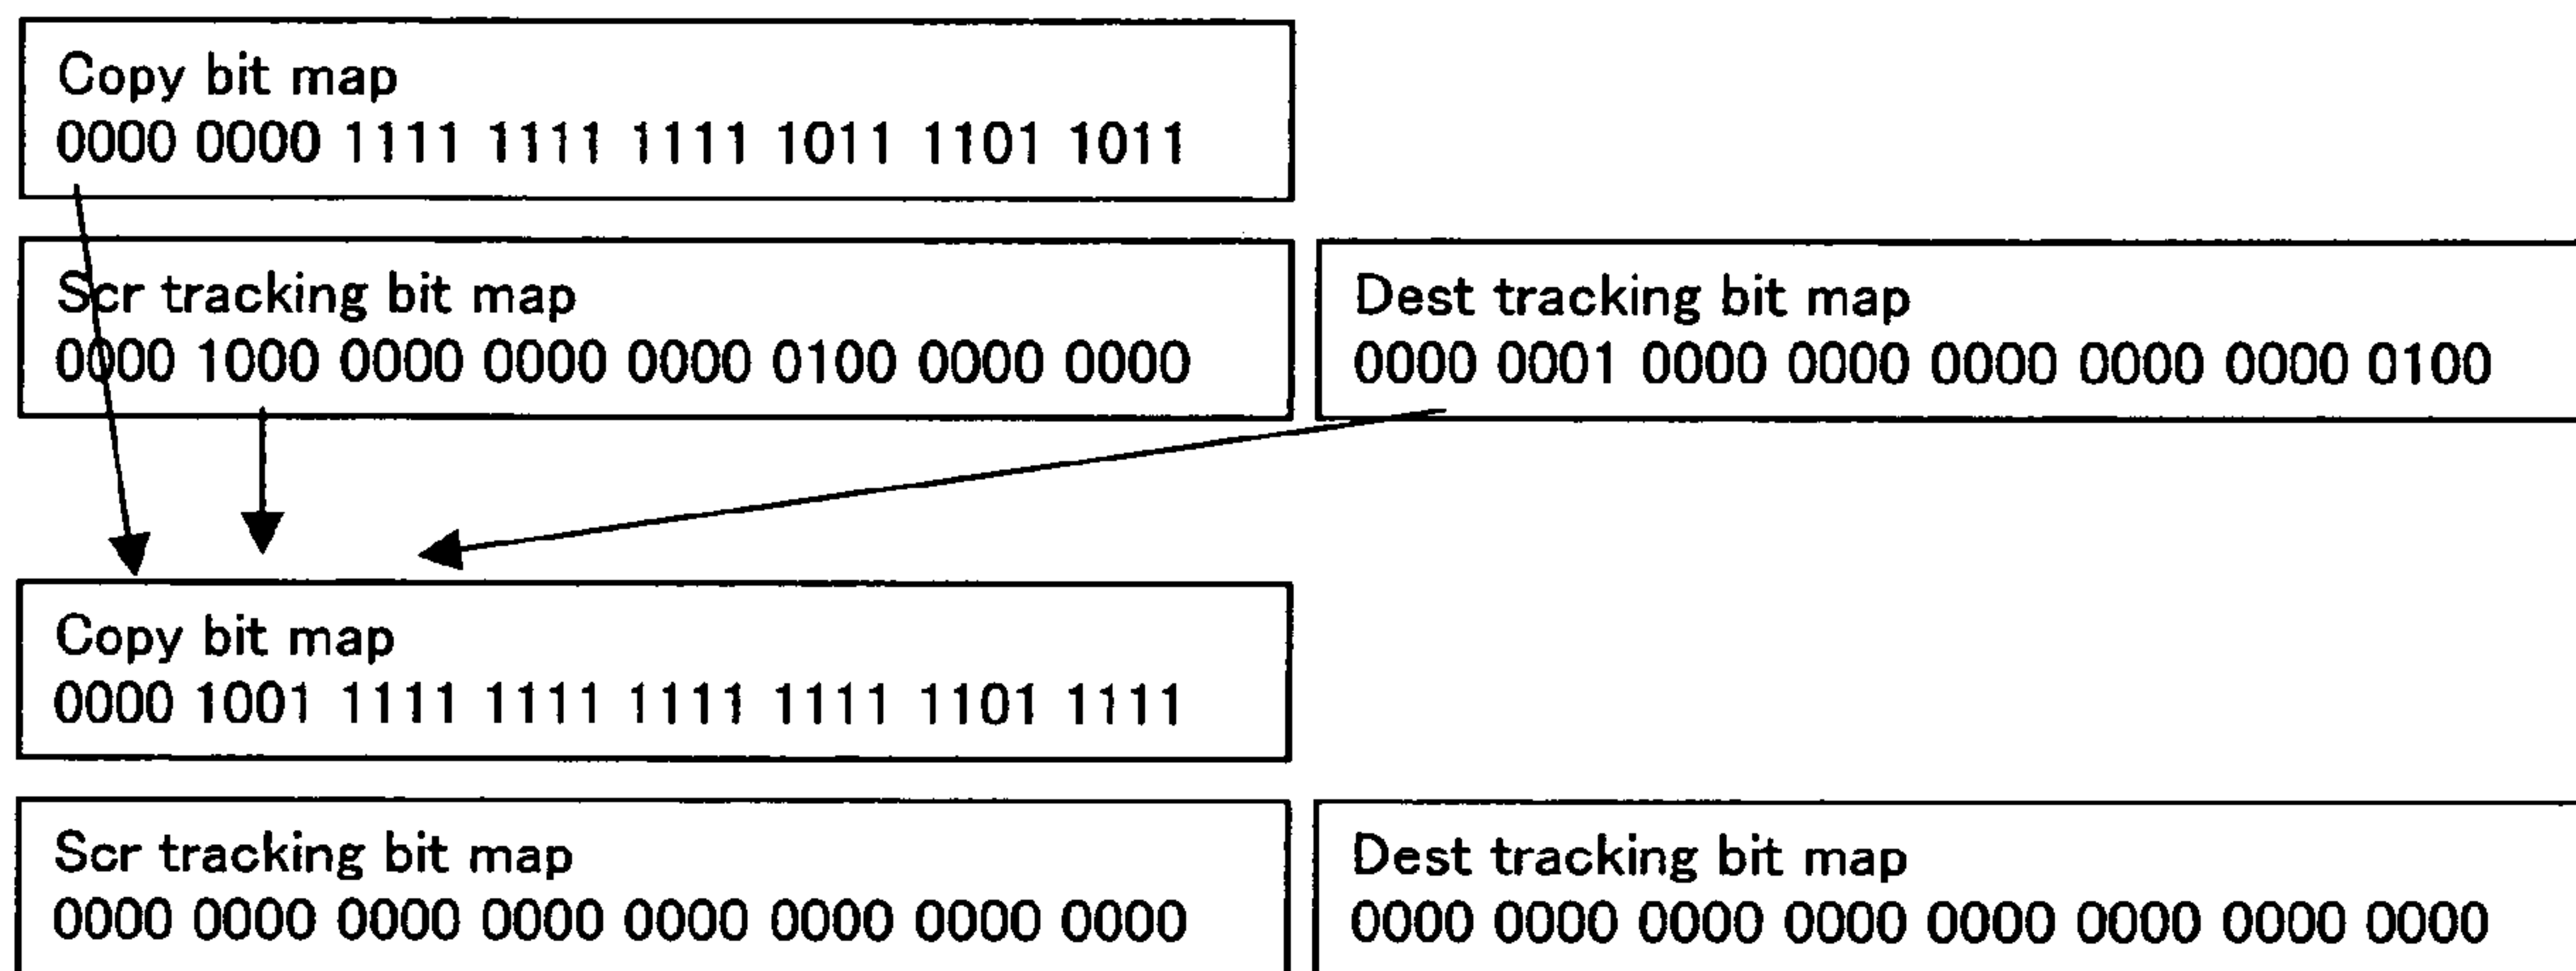 Copy bit map
0000 0000 1111 1111 1111 1011 1101 1011
Scr tracking bit map
0000 1000 0000 0000 0000 0100 0000 0000
Dest tracking bit map
0000 0001 0000 0000 0000 0000 0000 0100
Copy bit map
0000 1001 1111 1111 1111 1111 1101 1111
Scr tracking bit map
0000 0000 0000 0000 0000 0000 0000 0000
Dest tracking bit map
0000 0000 0000 0000 0000 0000 0000 0000